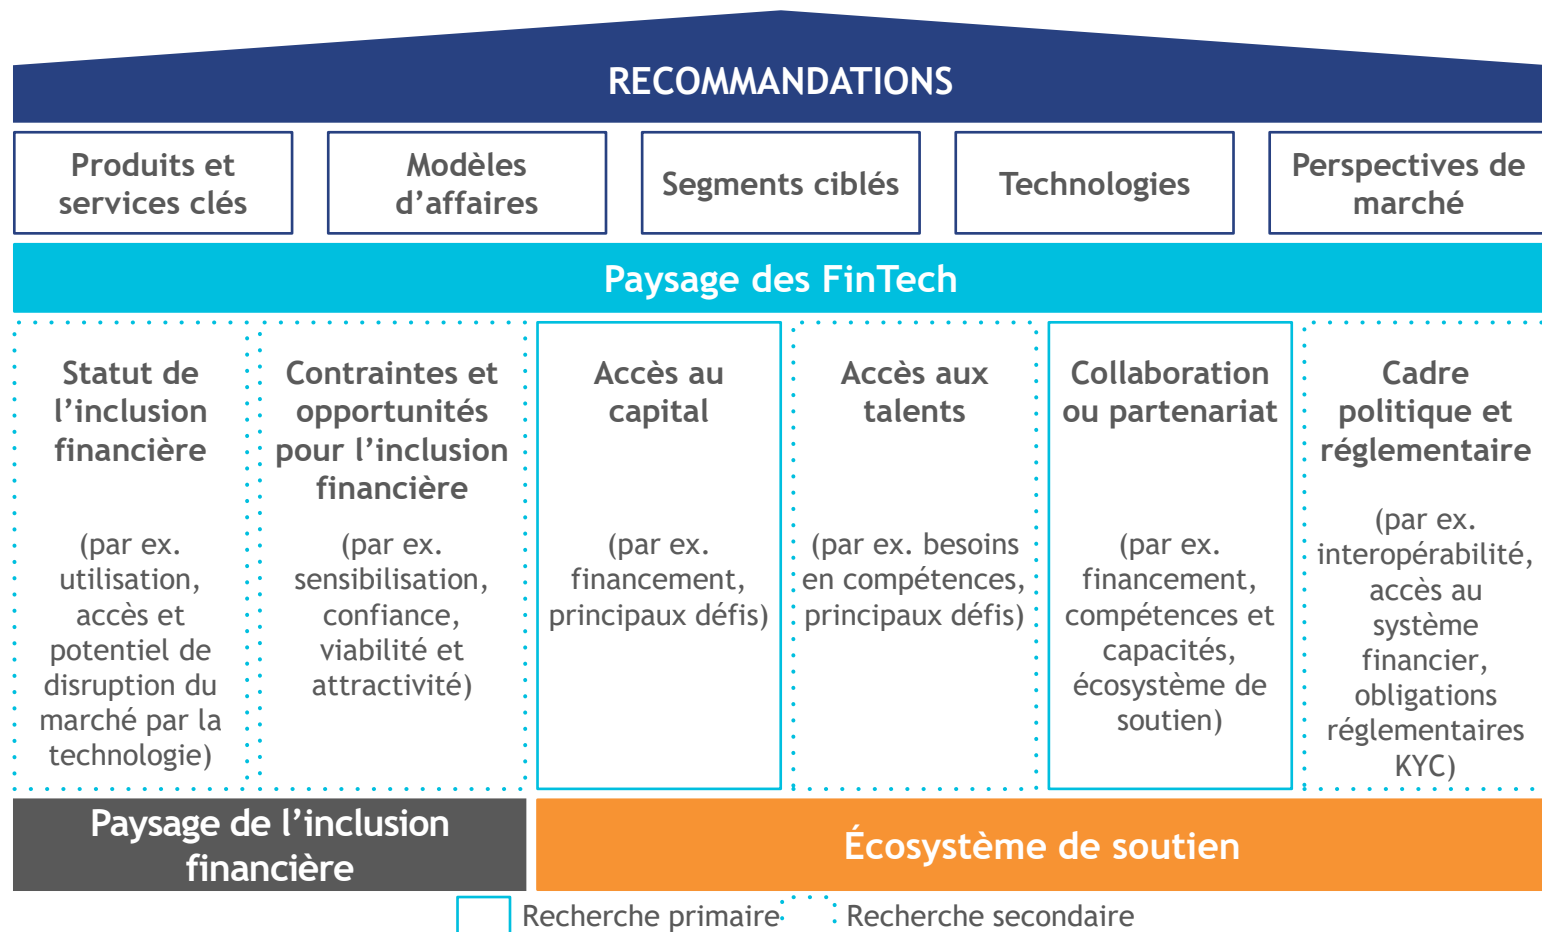 RECOMMANDATIONS
Produits et
services clés
Modèles
d’affaires
Segments ciblés
Technologies
Perspectives de
marché
Paysage des FinTech
Statut de
l’inclusion
financière
(par ex.
utilisation,
accès et
potentiel de
disruption du
marché par la
technologie)
Contraintes et
opportunités
pour l’inclusion
financière
(par ex.
sensibilisation,
confiance,
viabilité et
attractivité)
Accès au
capital
(par ex.
financement,
principaux défis)
Accès aux
talents
(par ex. besoins
en compétences,
principaux défis)
Collaboration
ou partenariat
(par ex.
financement,
compétences et
capacités,
écosystème de
soutien)
Cadre
politique et
réglementaire
(par ex.
interopérabilité,
accès au
système
financier,
obligations
réglementaires
KYC)
Paysage de l’inclusion
financière
Écosystème de soutien
Recherche primaire
Recherche secondaire